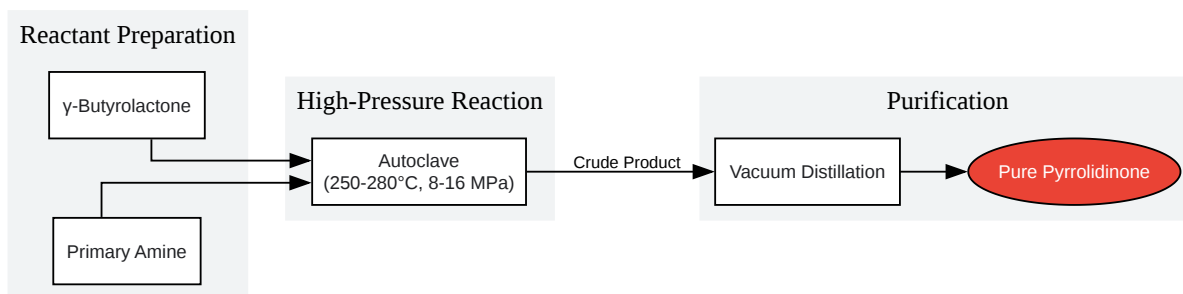 Reactant Preparation
γ-Butyrolactone
Primary Amine
High-Pressure Reaction
Autoclave
(250-280°C, 8-16 MPa)
Crude Product
Purification
Vacuum Distillation
Pure Pyrrolidinone